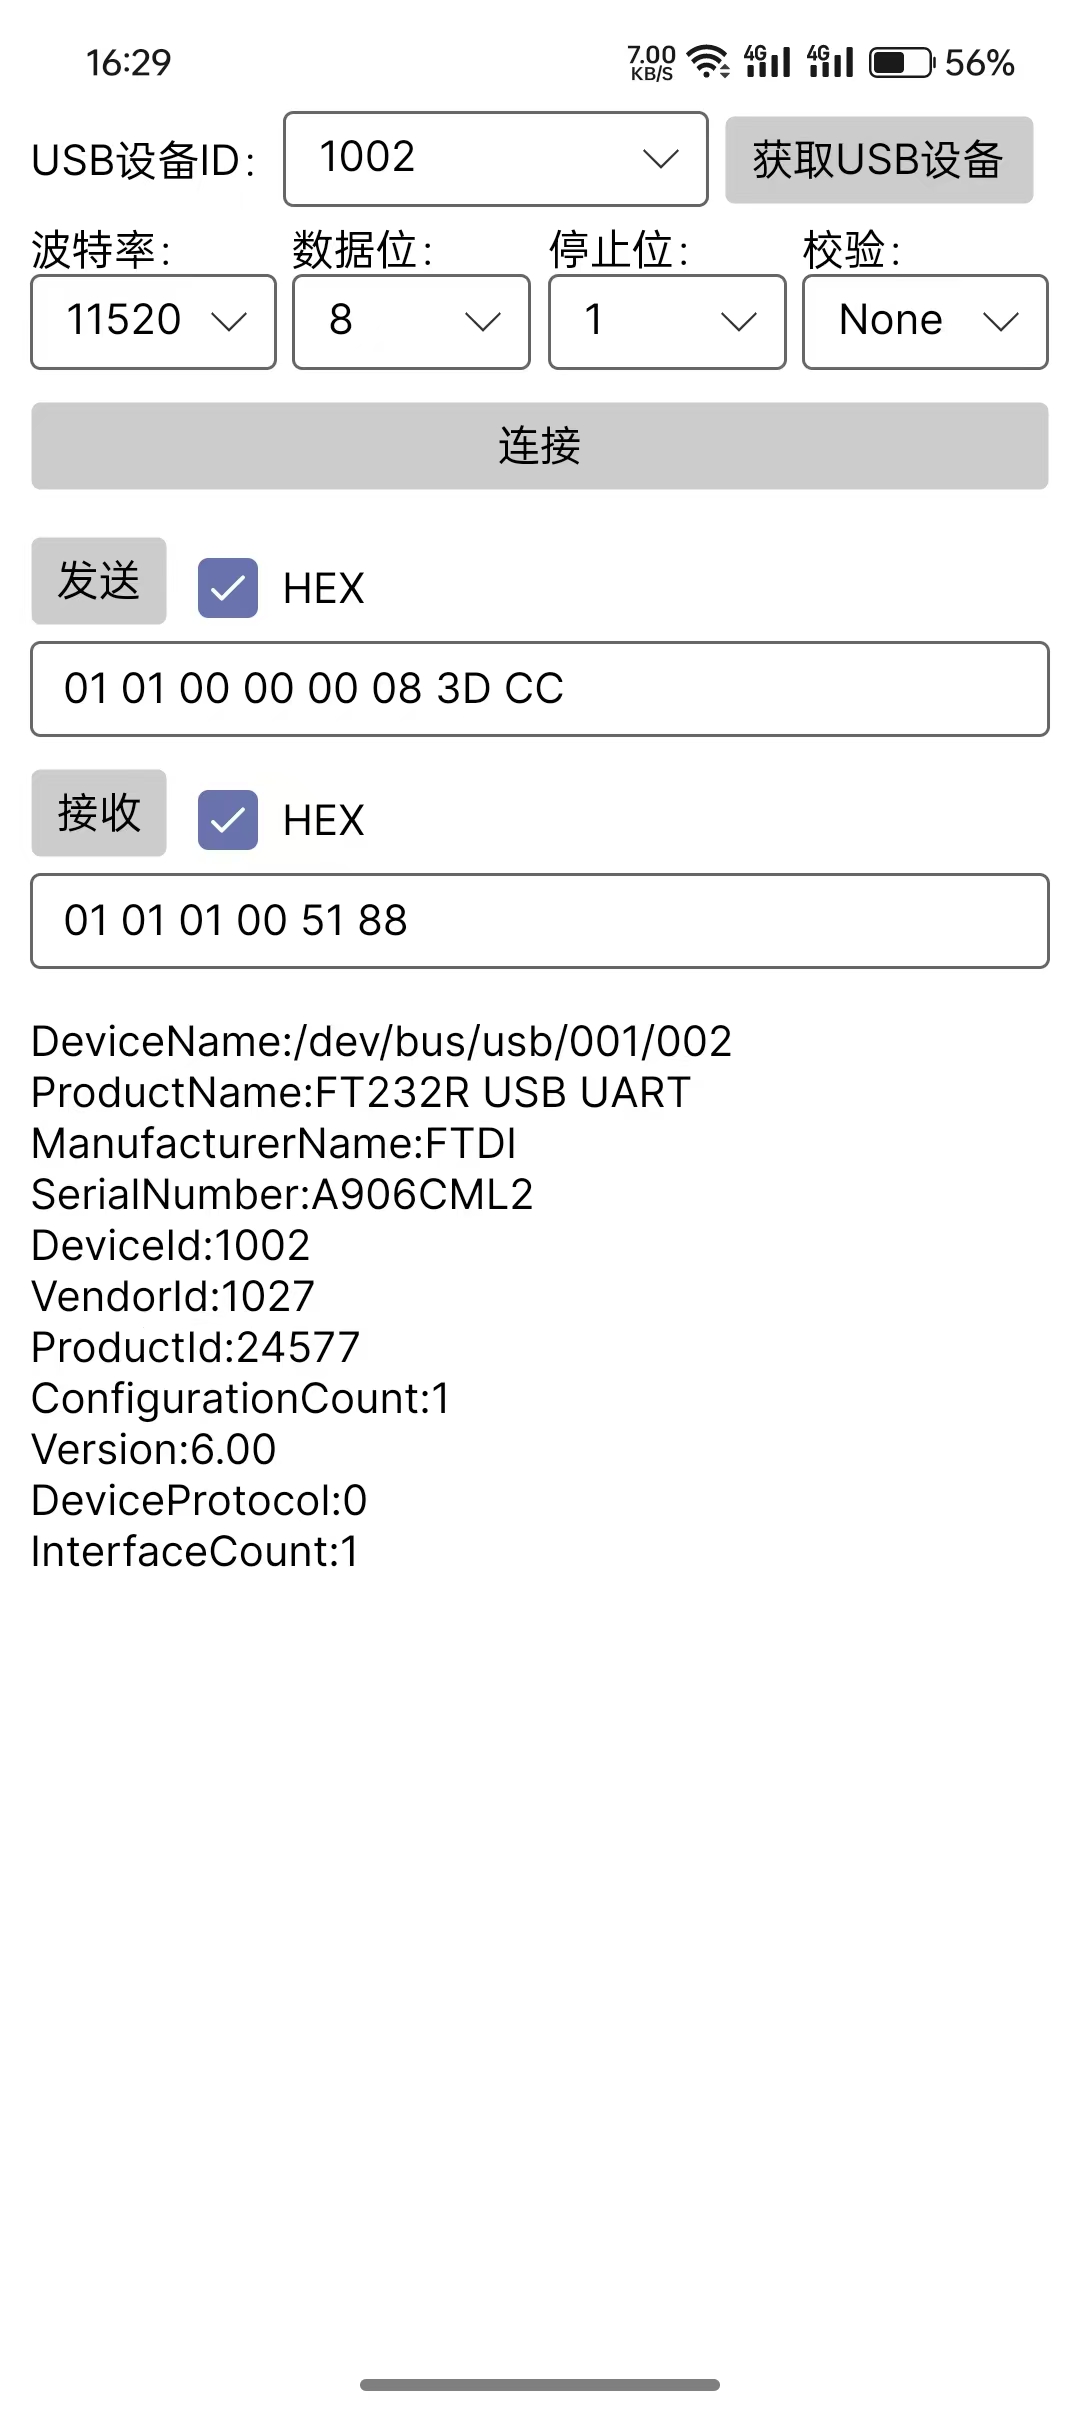 16:29 7.00 KB/S 4G 4G 56%
USB设备ID: 1002 获取USB设备
波特率: 数据位: 停止位: 校验:
11520 8 1 None
连接
发送 HEX
01 01 00 00 00 08 3D CC
接收 HEX
01 01 01 00 51 88
DeviceName:/dev/bus/usb/001/002
ProductName:FT232R USB UART
ManufacturerName:FTDI
SerialNumber:A906CML2
DeviceId:1002
VendorId:1027
ProductId:24577
ConfigurationCount:1
Version:6.00
DeviceProtocol:0
InterfaceCount:1